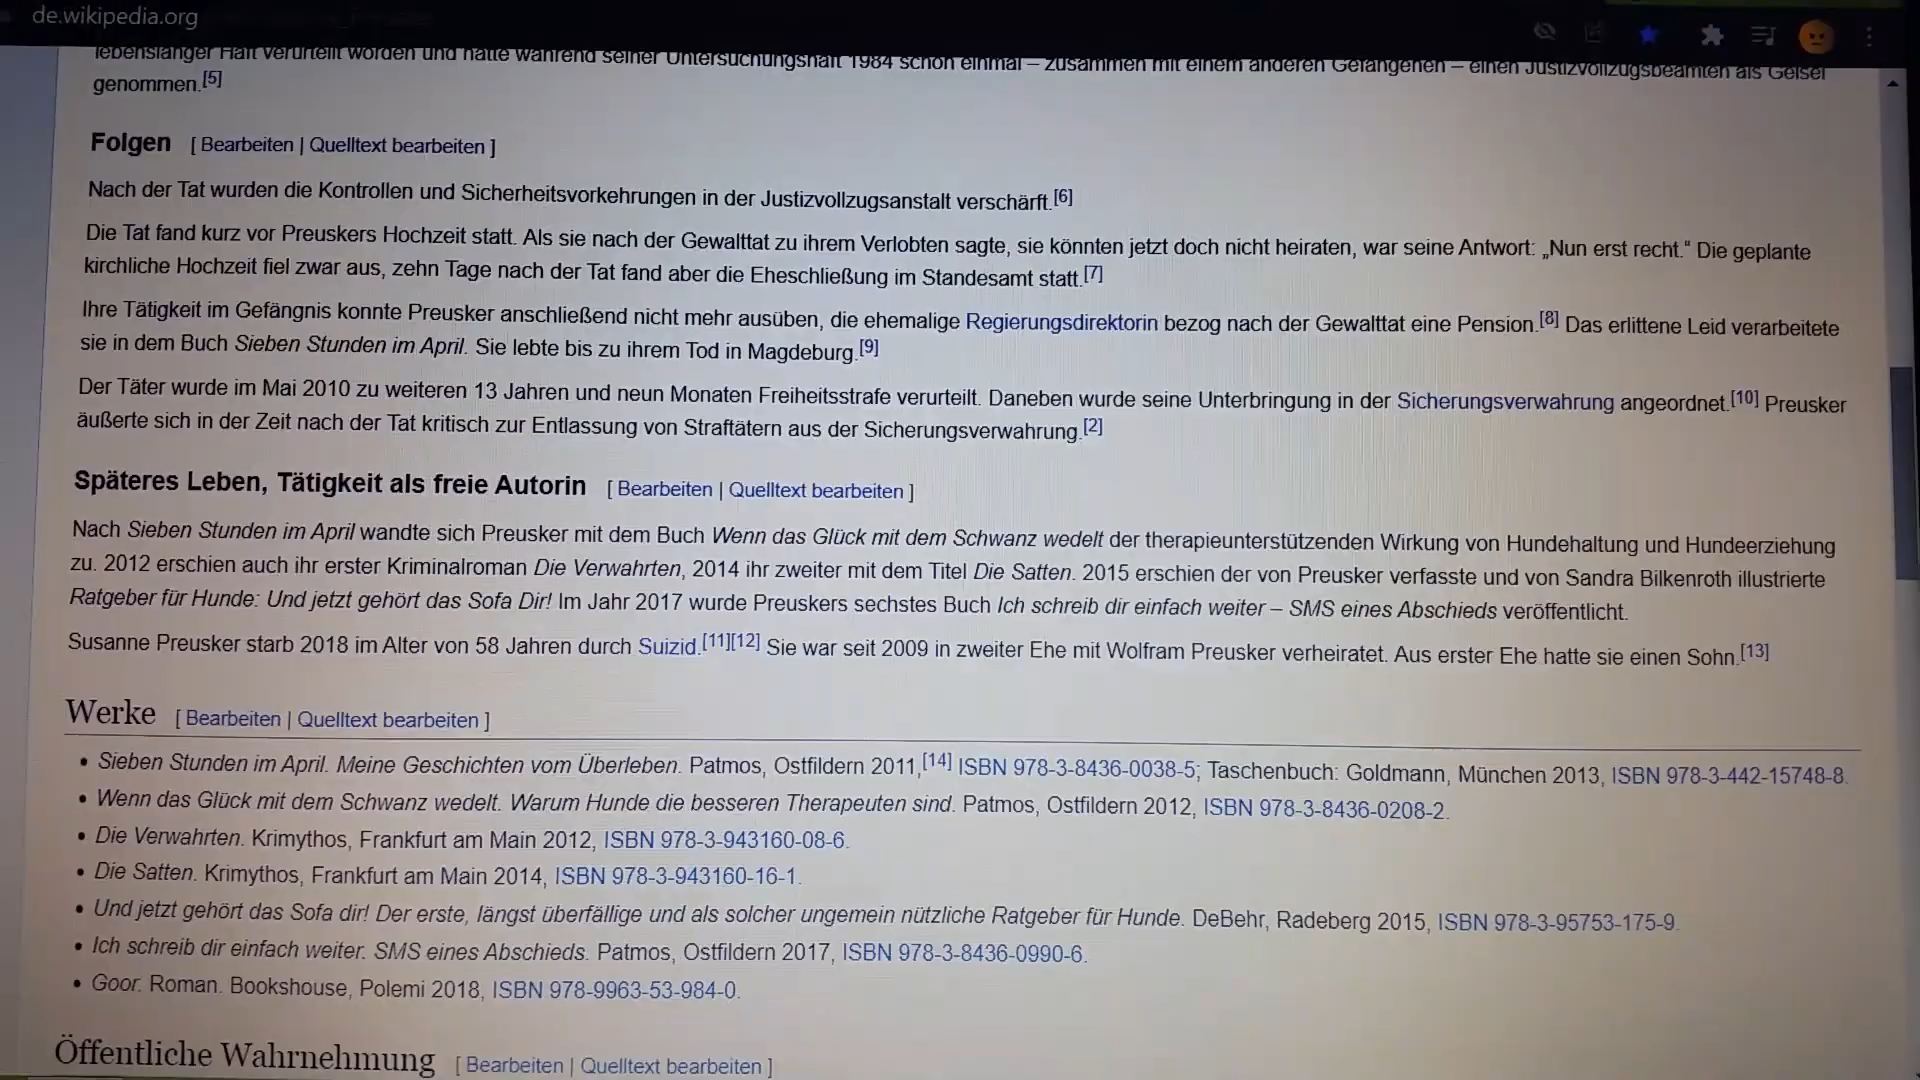 de.wikipedia.org
lebenslanger Haft verurteilt worden und hatte während seiner Untersuchungshaft 1984 schon einmal – zusammen mit einem anderen Gefangenen – einen Justizvollzugsbeamten als Geisel
genommen.[5]
Folgen [ Bearbeiten | Quelltext bearbeiten ]
Nach der Tat wurden die Kontrollen und Sicherheitsvorkehrungen in der Justizvollzugsanstalt verschärft.[6]
Die Tat fand kurz vor Preuskers Hochzeit statt. Als sie nach der Gewalttat zu ihrem Verlobten sagte, sie könnten jetzt doch nicht heiraten, war seine Antwort: „Nun erst recht.“ Die geplante
kirchliche Hochzeit fiel zwar aus, zehn Tage nach der Tat fand aber die Eheschließung im Standesamt statt.[7]
Ihre Tätigkeit im Gefängnis konnte Preusker anschließend nicht mehr ausüben, die ehemalige Regierungsdirektorin bezog nach der Gewalttat eine Pension.[8] Das erlittene Leid verarbeitete
sie in dem Buch Sieben Stunden im April. Sie lebte bis zu ihrem Tod in Magdeburg.[9]
Der Täter wurde im Mai 2010 zu weiteren 13 Jahren und neun Monaten Freiheitsstrafe verurteilt. Daneben wurde seine Unterbringung in der Sicherungsverwahrung angeordnet.[10] Preusker
äußerte sich in der Zeit nach der Tat kritisch zur Entlassung von Straftätern aus der Sicherungsverwahrung.[2]
Späteres Leben, Tätigkeit als freie Autorin [ Bearbeiten | Quelltext bearbeiten ]
Nach Sieben Stunden im April wandte sich Preusker mit dem Buch Wenn das Glück mit dem Schwanz wedelt der therapieunterstützenden Wirkung von Hundehaltung und Hundeerziehung
zu. 2012 erschien auch ihr erster Kriminalroman Die Verwahrten, 2014 ihr zweiter mit dem Titel Die Satten. 2015 erschien der von Preusker verfasste und von Sandra Bilkenroth illustrierte
Ratgeber für Hunde: Und jetzt gehört das Sofa Dir! Im Jahr 2017 wurde Preuskers sechstes Buch Ich schreib dir einfach weiter – SMS eines Abschieds veröffentlicht.
Susanne Preusker starb 2018 im Alter von 58 Jahren durch Suizid.[11][12] Sie war seit 2009 in zweiter Ehe mit Wolfram Preusker verheiratet. Aus erster Ehe hatte sie einen Sohn.[13]
Werke [ Bearbeiten | Quelltext bearbeiten ]
• Sieben Stunden im April. Meine Geschichten vom Überleben. Patmos, Ostfildern 2011,[14] ISBN 978-3-8436-0038-5; Taschenbuch: Goldmann, München 2013, ISBN 978-3-442-15748-8.
• Wenn das Glück mit dem Schwanz wedelt. Warum Hunde die besseren Therapeuten sind. Patmos, Ostfildern 2012, ISBN 978-3-8436-0208-2.
• Die Verwahrten. Krimythos, Frankfurt am Main 2012, ISBN 978-3-943160-08-6.
• Die Satten. Krimythos, Frankfurt am Main 2014, ISBN 978-3-943160-16-1.
• Und jetzt gehört das Sofa dir! Der erste, längst überfällige und als solcher ungemein nützliche Ratgeber für Hunde. DeBehr, Radeberg 2015, ISBN 978-3-95753-175-9.
• Ich schreib dir einfach weiter. SMS eines Abschieds. Patmos, Ostfildern 2017, ISBN 978-3-8436-0990-6.
• Goor. Roman. Bookshouse, Polemi 2018, ISBN 978-9963-53-984-0.
Öffentliche Wahrnehmung [ Bearbeiten | Quelltext bearbeiten ]